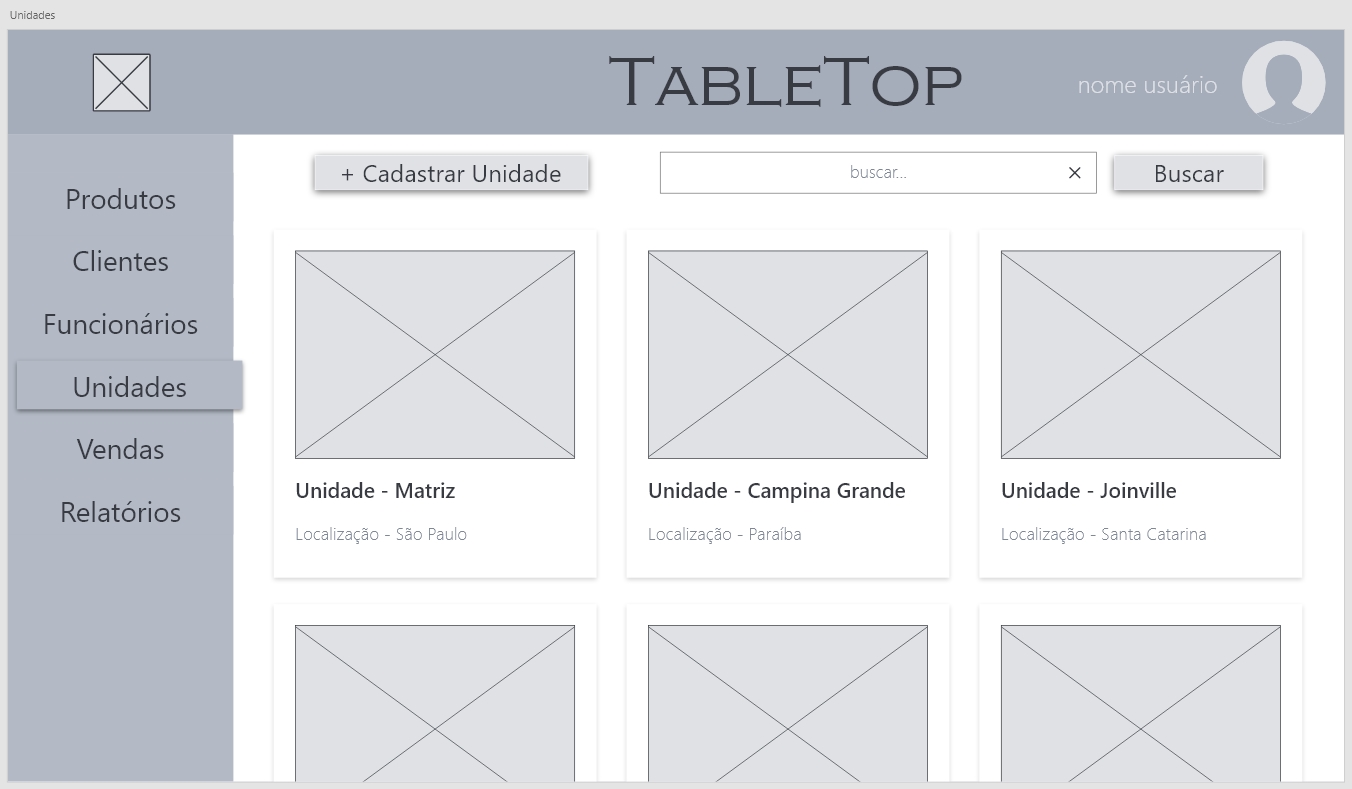 Unidades
TableTop
nome usuário
Produtos
Clientes
Funcionários
Unidades
Vendas
Relatórios
+ Cadastrar Unidade
buscar...
Buscar
Unidade - Matriz
Localização - São Paulo
Unidade - Campina Grande
Localização - Paraíba
Unidade - Joinville
Localização - Santa Catarina